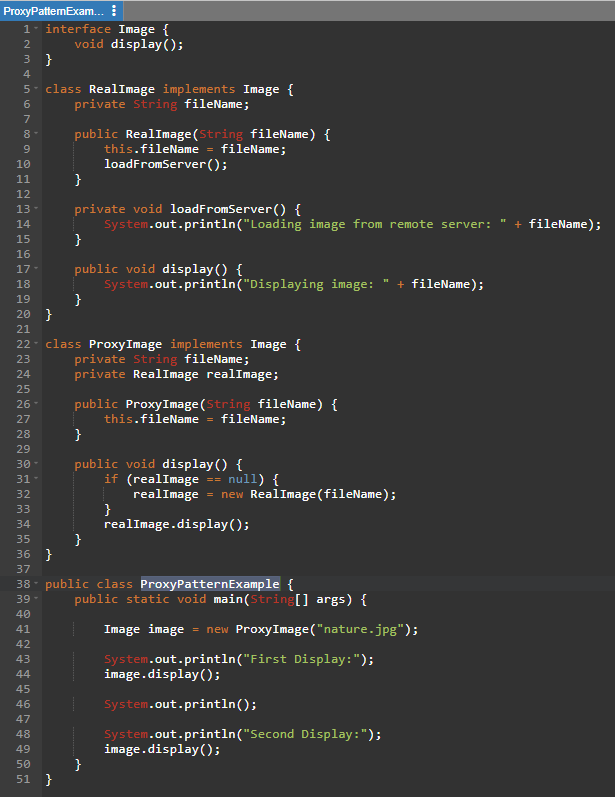 ProxyPatternExam...
1 interface Image {
2     void display();
3 }
4
5 class RealImage implements Image {
6     private String fileName;
7
8     public RealImage(String fileName) {
9         this.fileName = fileName;
10         loadFromServer();
11     }
12
13     private void loadFromServer() {
14         System.out.println("Loading image from remote server: " + fileName);
15     }
16
17     public void display() {
18         System.out.println("Displaying image: " + fileName);
19     }
20 }
21
22 class ProxyImage implements Image {
23     private String fileName;
24     private RealImage realImage;
25
26     public ProxyImage(String fileName) {
27         this.fileName = fileName;
28     }
29
30     public void display() {
31         if (realImage == null) {
32             realImage = new RealImage(fileName);
33         }
34         realImage.display();
35     }
36 }
37
38 public class ProxyPatternExample {
39     public static void main(String[] args) {
40
41         Image image = new ProxyImage("nature.jpg");
42
43         System.out.println("First Display:");
44         image.display();
45
46         System.out.println();
47
48         System.out.println("Second Display:");
49         image.display();
50     }
51 }